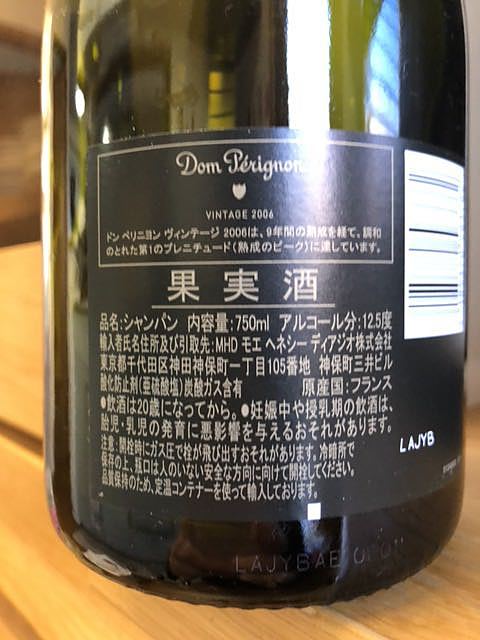 Dom Pérignon
VINTAGE 2006
ドン ペリニヨン ヴィンテージ 2006は、9年間の熟成を経て、調和
のとれた第1のプレニチュード(熟成のピーク)に達しています。
果実酒
品名:シャンパン 内容量:750ml アルコール分:12.5度
輸入者氏名住所及び引取先:MHD モエ ヘネシー ディアジオ株式会社
東京都千代田区神田神保町一丁目105番地 神保町三井ビル
酸化防止剤(亜硫酸塩)炭酸ガス含有 原産国:フランス
●飲酒は20歳になってから。●妊娠中や授乳期の飲酒は、
胎児・乳児の発育に悪影響を与えるおそれがあります。
注意:開栓時にガス圧で栓が飛び出すおそれがあります。冷暗所で
保存の上、瓶口は人のいない安全な方向に向けて開栓してください。
品質保持のため、定温コンテナーを使って輸入しております。
LAJYB
LAJYBAE